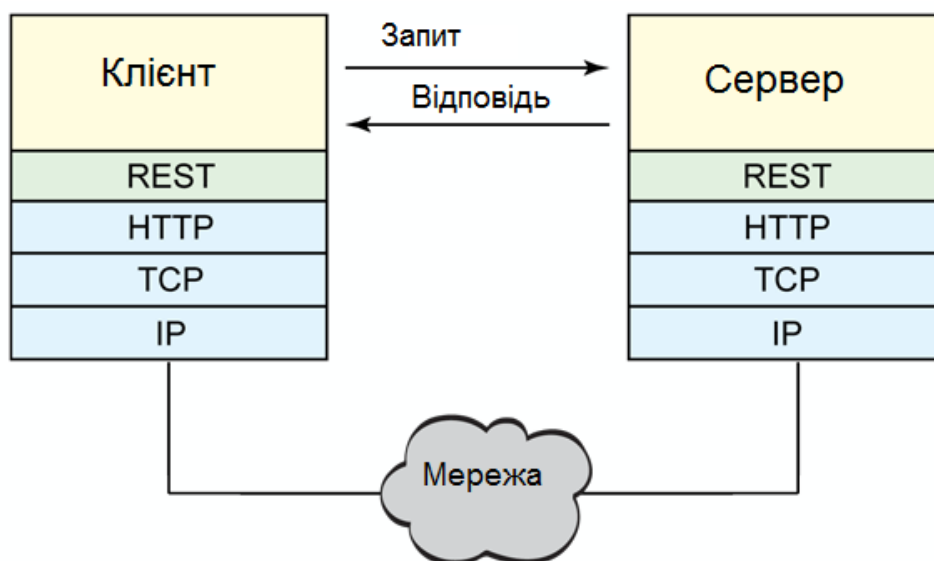 Клієнт
Запит
Відповідь
Сервер
REST
HTTP
TCP
IP
REST
HTTP
TCP
IP
Мережа